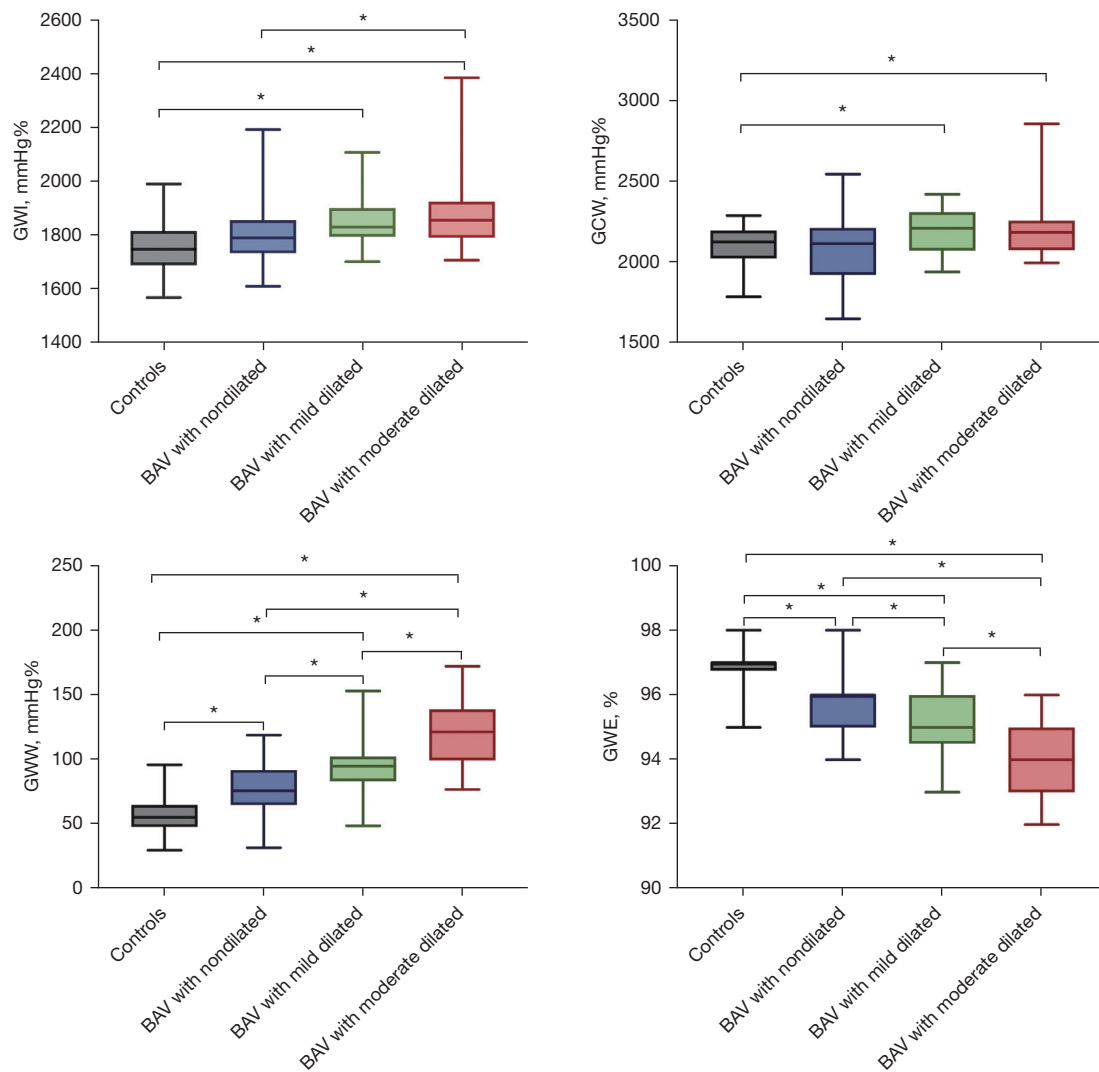 2600
2400
2200
2000
1800
1600
1400
GWI, mmHg%
*
*
*
Controls
BAV with nondilated
BAV with mild dilated
BAV with moderate dilated
3500
3000
2500
2000
1500
GCW, mmHg%
*
*
Controls
BAV with nondilated
BAV with mild dilated
BAV with moderate dilated
250
200
150
100
50
0
GWW, mmHg%
*
*
*
*
*
*
Controls
BAV with nondilated
BAV with mild dilated
BAV with moderate dilated
100
98
96
94
92
90
GWE, %
*
*
*
*
*
*
Controls
BAV with nondilated
BAV with mild dilated
BAV with moderate dilated